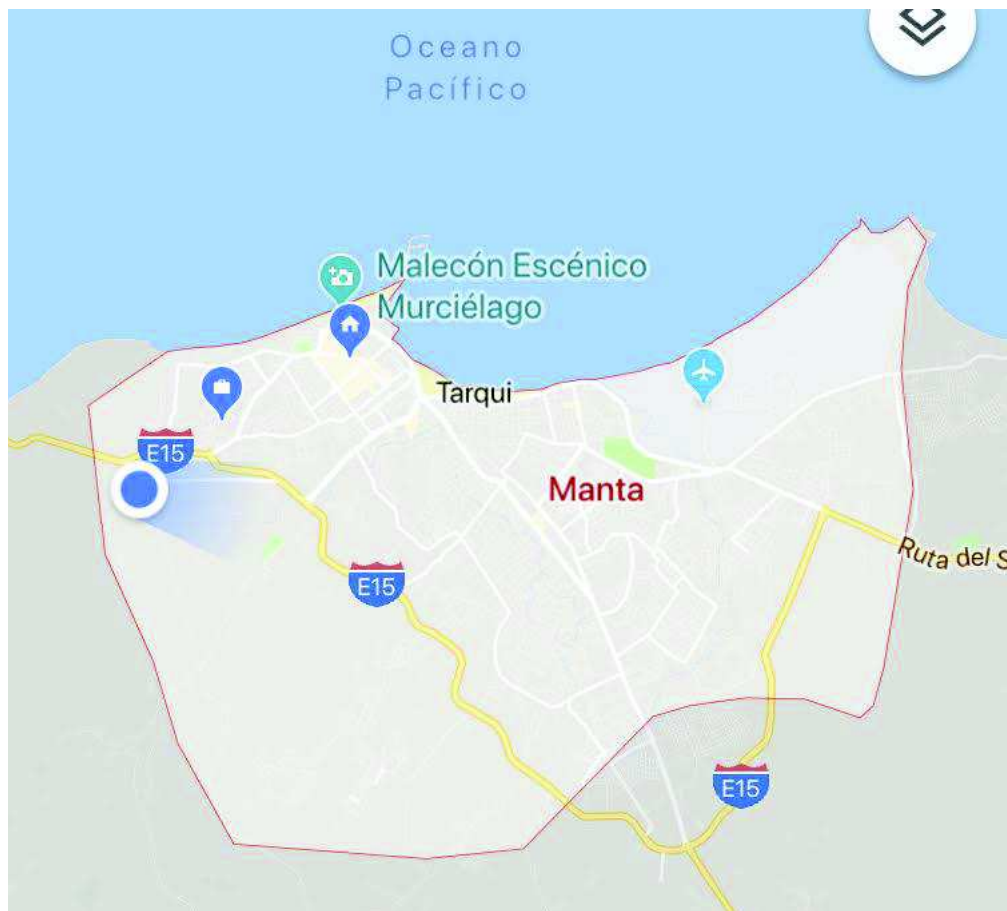 Oceano
Pacífico
Malecón Escénico
Murciélago
Tarqui
E15
Manta
Ruta del S
E15
E15